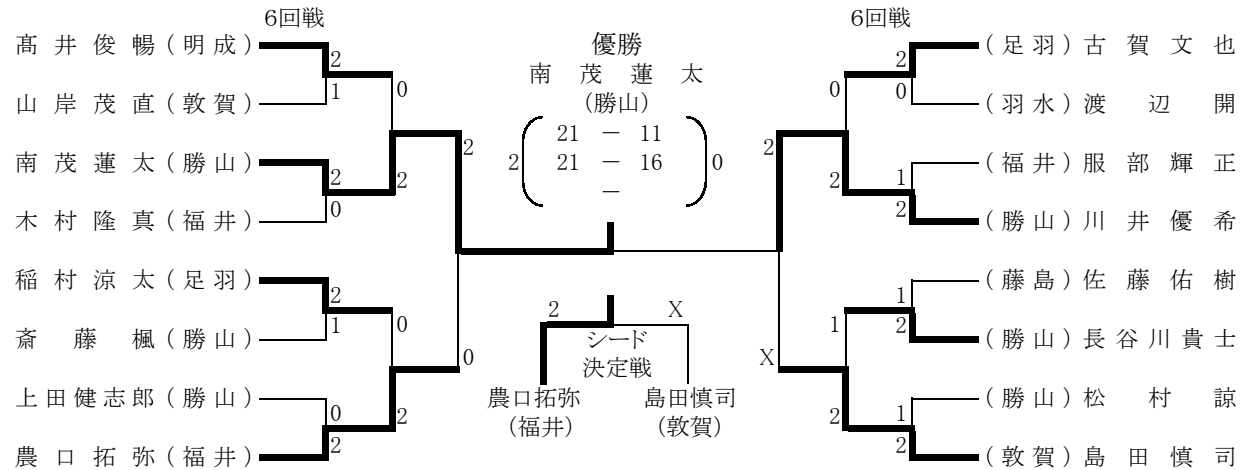 6回戦
髙井俊暢(明成)
2
0
1
山岸茂直(敦賀)
2
南茂蓮太(勝山)
2
2
0
木村隆真(福井)
稲村涼太(足羽)
2
0
1
斎藤楓(勝山)
0
上田健志郎(勝山)
0
2
2
農口拓弥(福井)
優勝
南茂蓮太
(勝山)
21 － 11
2 21 － 16 0
－
2 X
シード
決定戦
農口拓弥 島田慎司
(福井) (敦賀)
6回戦
(足羽)古賀文也
2
0
0
(羽水)渡辺開
2
(福井)服部輝正
1
2
2
(勝山)川井優希
(藤島)佐藤佑樹
1
1
2
(勝山)長谷川貴士
X
(勝山)松村諒
1
2
2
(敦賀)島田慎司